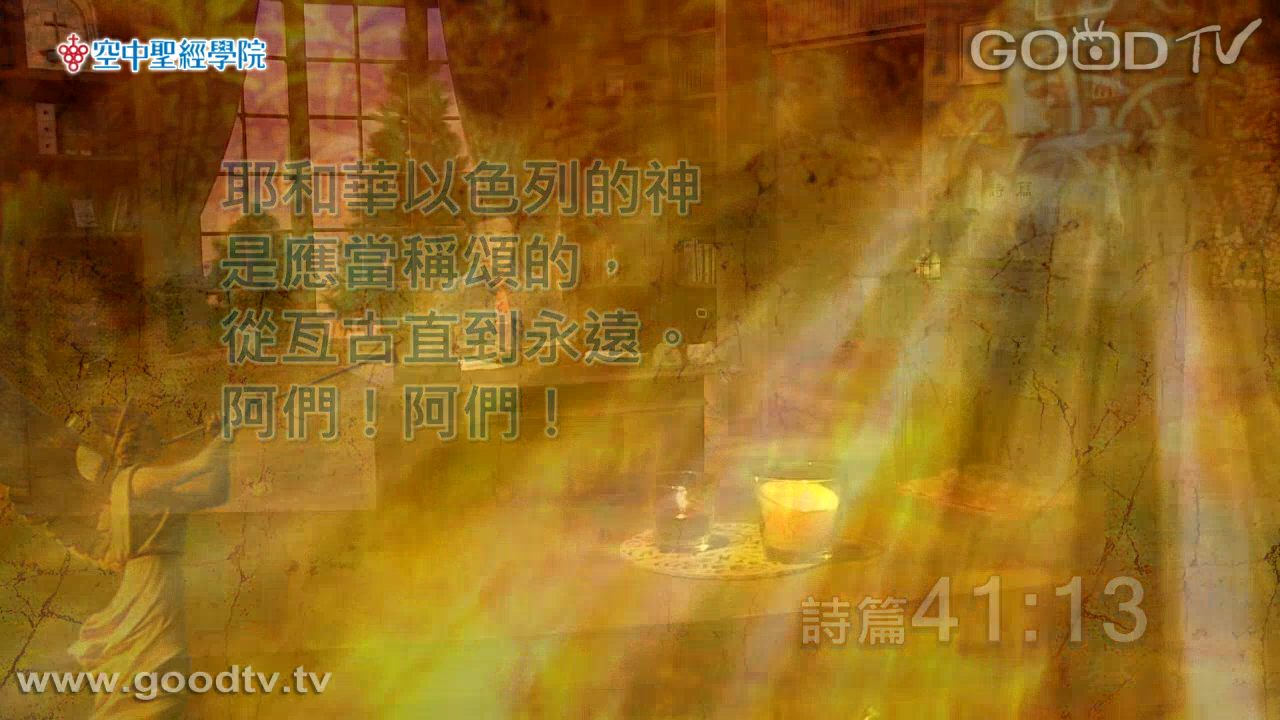 空中聖經學院
GOOD TV
耶和華以色列的神
是應當稱頌的，
從亙古直到永遠。
阿們！阿們！
詩篇
詩篇41:13
www.goodtv.tv